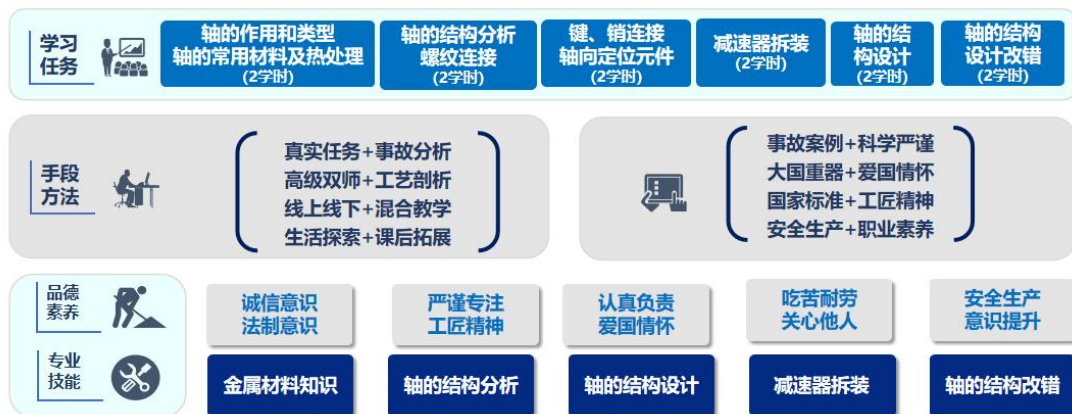 学习
任务
轴的作用和类型
轴的常用材料及热处理
(2学时)
轴的结构分析
螺纹连接
(2学时)
键、销连接
轴向定位元件
(2学时)
减速器拆装
(2学时)
轴的结
构设计
(2学时)
轴的结构
设计改错
(2学时)
手段
方法
真实任务+事故分析
高级双师+工艺剖析
线上线下+混合教学
生活探索+课后拓展
事故案例+科学严谨
大国重器+爱国情怀
国家标准+工匠精神
安全生产+职业素养
品德
素养
诚信意识
法制意识
严谨专注
工匠精神
认真负责
爱国情怀
吃苦耐劳
关心他人
安全生产
意识提升
专业
技能
金属材料知识
轴的结构分析
轴的结构设计
减速器拆装
轴的结构改错